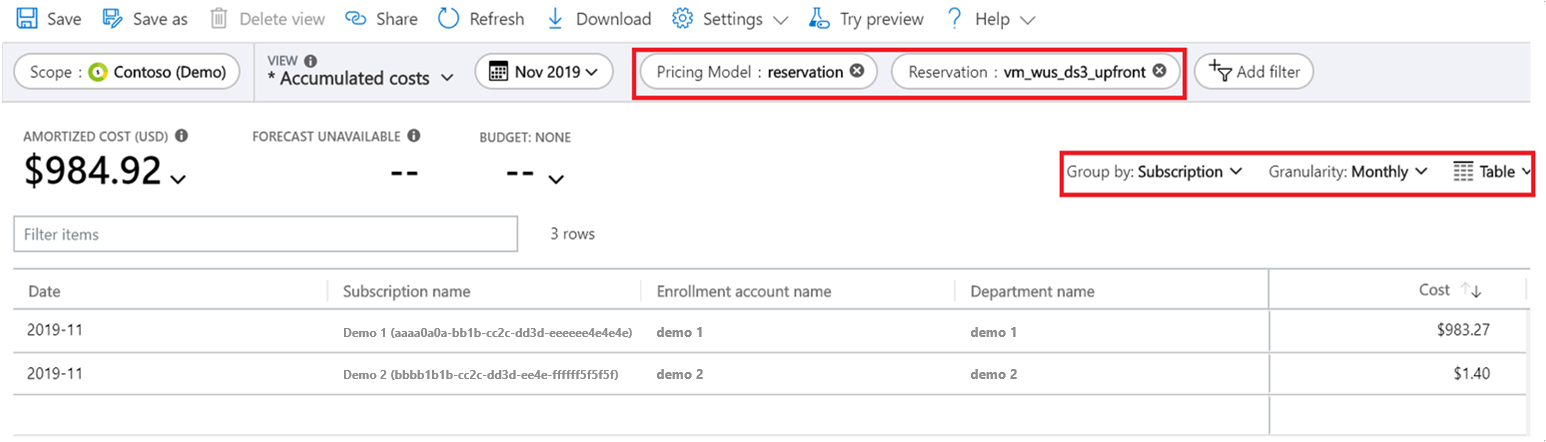 Save Save as Delete view Share Refresh Download Settings Try preview ? Help
Scope : Contoso (Demo) VIEW * Accumulated costs Nov 2019 Pricing Model : reservation Reservation : vm_wus_ds3_upfront Add filter
AMORTIZED COST (USD) FORECAST UNAVAILABLE BUDGET: NONE
$984.92 -- --
Group by: Subscription Granularity: Monthly Table
Filter items 3 rows
Date Subscription name Enrollment account name Department name Cost
2019-11 Demo 1 (aaaa0a0a-bb1b-cc2c-dd3d-eeeeee4e4e4e) demo 1 demo 1 $983.27
2019-11 Demo 2 (bbbb1b1b-cc2c-dd3d-ee4e-ffffff5f5f5f) demo 2 demo 2 $1.40